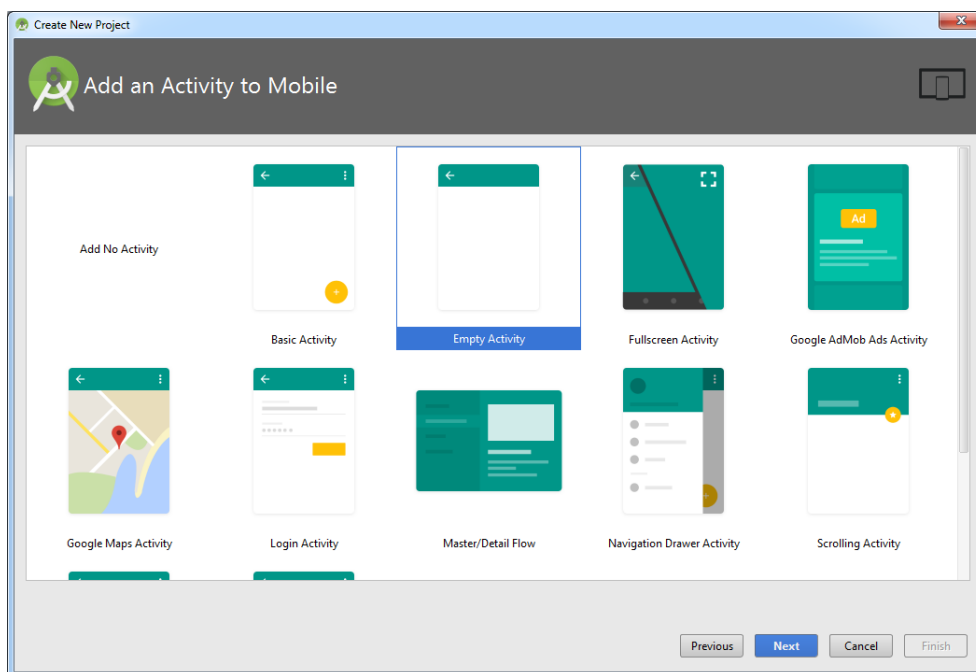 Create New Project
Add an Activity to Mobile
Add No Activity
Basic Activity
Empty Activity
Fullscreen Activity
Ad
Google AdMob Ads Activity
Google Maps Activity
Login Activity
Master/Detail Flow
Navigation Drawer Activity
Scrolling Activity
Previous
Next
Cancel
Finish